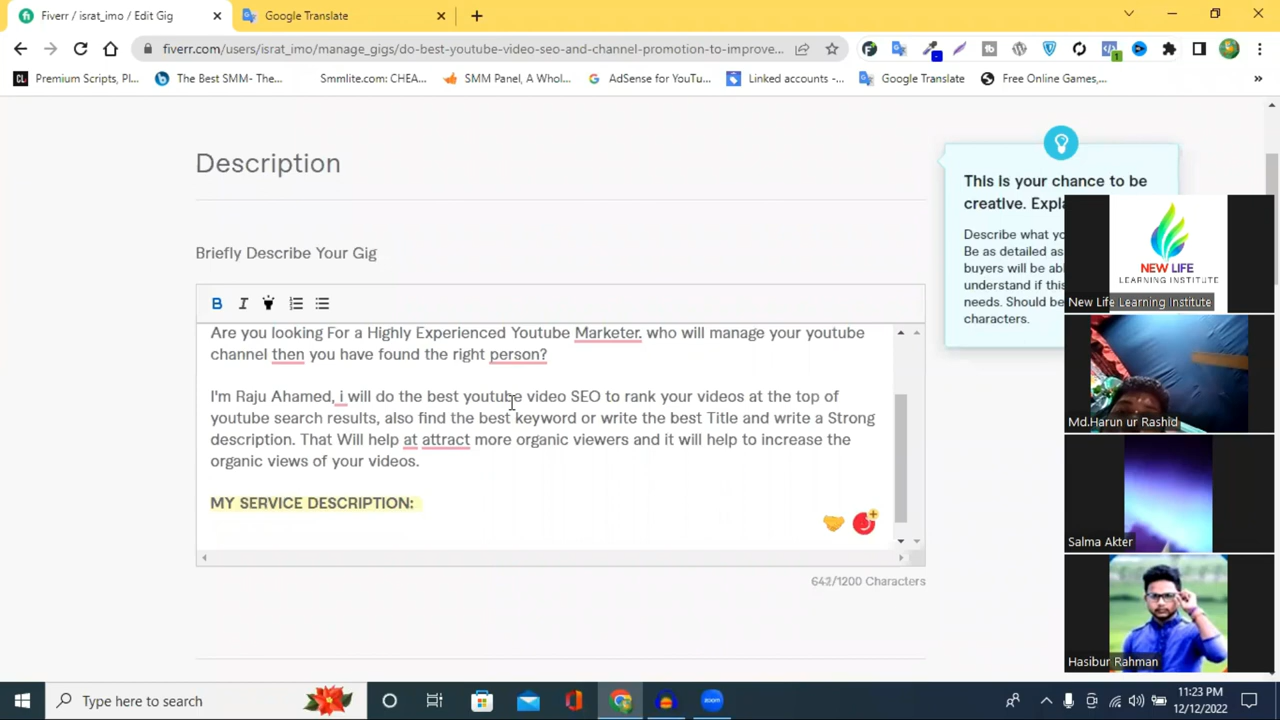 Fiverr / israt_imo / Edit Gig
Google Translate
fiverr.com/users/israt_imo/manage_gigs/do-best-youtube-video-seo-and-channel-promotion-to-improve...
1
CL Premium Scripts, Pl...
The Best SMM- The...
Smmlite.com: CHEA...
SMM Panel, A Whol...
AdSense for YouTu...
Linked accounts -...
Google Translate
Free Online Games,...
Description
Briefly Describe Your Gig
B I
Are you looking For a Highly Experienced Youtube Marketer, who will manage your youtube
channel then you have found the right person?
I'm Raju Ahamed, i will do the best youtube video SEO to rank your videos at the top of
youtube search results, also find the best keyword or write the best Title and write a Strong
description. That Will help at attract more organic viewers and it will help to increase the
organic views of your videos.
MY SERVICE DESCRIPTION:
642/1200 Characters
This is your chance to be
creative. Expla
Describe what yo
Be as detailed as
buyers will be abl
understand if this
needs. Should be
characters.
NEW LIFE
LEARNING INSTITUTE
New Life Learning Institute
Md.Harun ur Rashid
Salma Akter
Hasibur Rahman
Type here to search
zoom
11:23 PM
12/12/2022